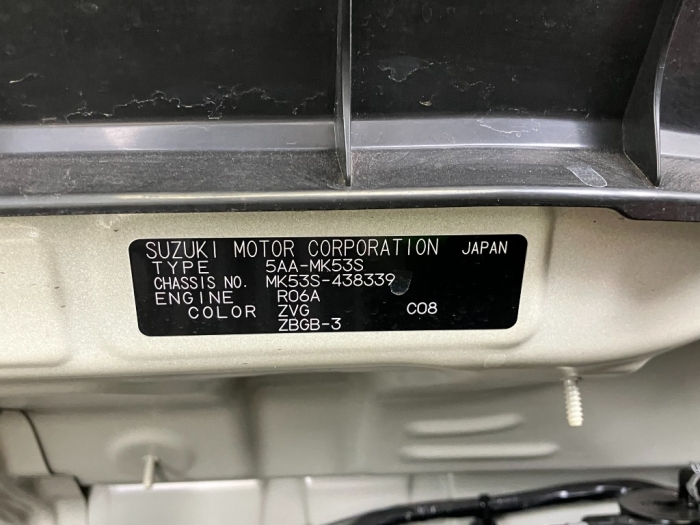 SUZUKI MOTOR CORPORATION JAPAN
TYPE 5AA-MK53S
CHASSIS NO. MK53S-438339
ENGINE R06A
COLOR ZVG C08
ZBGB-3